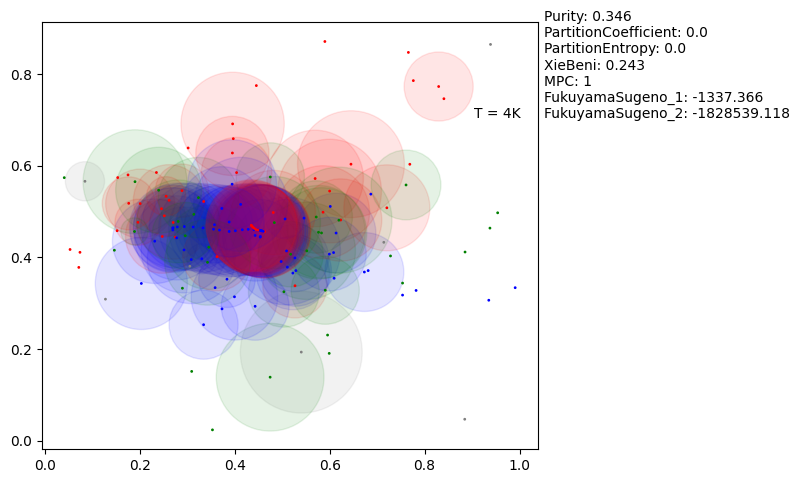 Purity: 0.346
PartitionCoefficient: 0.0
PartitionEntropy: 0.0
XieBeni: 0.243
MPC: 1
FukuyamaSugeno_1: -1337.366
FukuyamaSugeno_2: -1828539.118
T = 4K
0.8
0.6
0.4
0.2
0.0
0.0 0.2 0.4 0.6 0.8 1.0